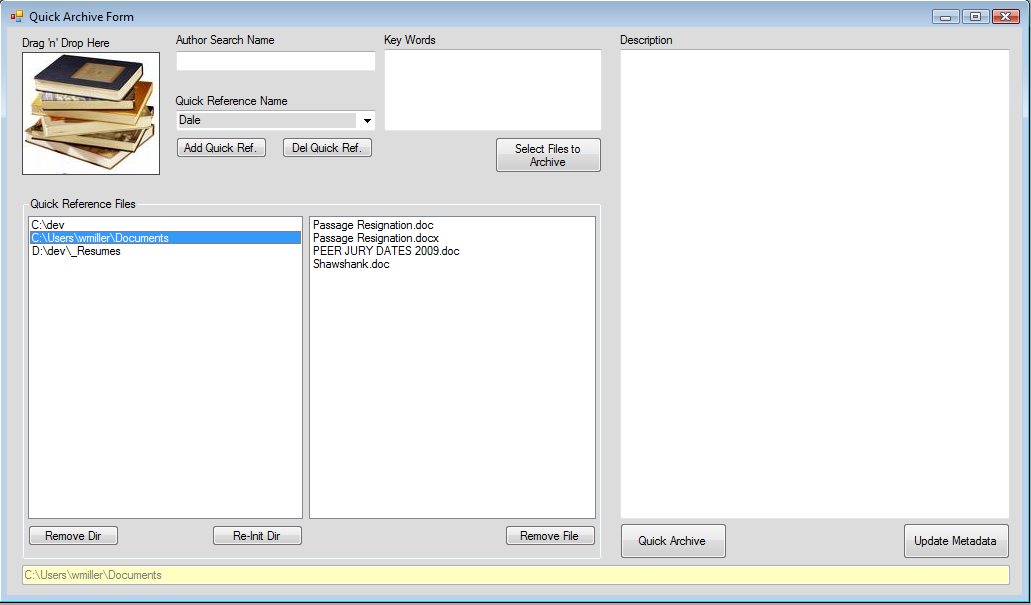 Quick Archive Form
Drag 'n' Drop Here
Author Search Name
Key Words
Description
Quick Reference Name
Dale
Add Quick Ref.
Del Quick Ref.
Select Files to
Archive
Quick Reference Files
C:\dev
C:\Users\wmiller\Documents
D:\dev\_Resumes
Passage Resignation.doc
Passage Resignation.docx
PEER JURY DATES 2009.doc
Shawshank.doc
Remove Dir
Re-Init Dir
Remove File
Quick Archive
Update Metadata
C:\Users\wmiller\Documents